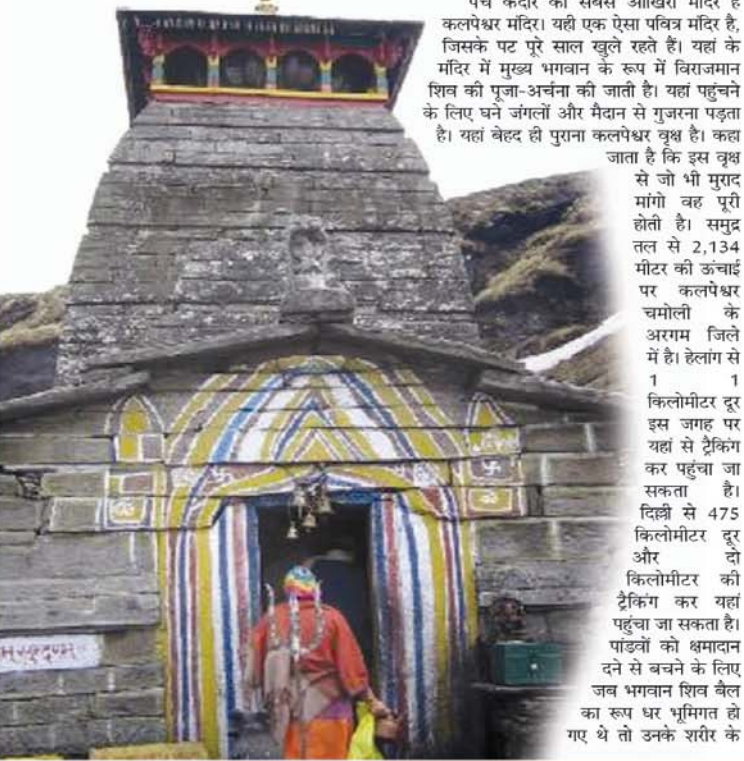 पंच केदार का सबसे आखिरी मंदिर है
कलपेश्वर मंदिर। यही एक ऐसा पवित्र मंदिर है,
जिसके पट पूरे साल खुले रहते हैं। यहां के
मंदिर में मुख्य भगवान के रूप में विराजमान
शिव की पूजा-अर्चना की जाती है। यहां पहुंचने
के लिए घने जंगलों और मैदान से गुजरना पड़ता
है। यहां बेहद ही पुराना कलपेश्वर वृक्ष है। कहा
जाता है कि इस वृक्ष
से जो भी मुराद
मांगो वह पूरी
होती है। समुद्र
तल से 2,134
मीटर की ऊंचाई
पर कलपेश्वर
चमोली के
अरगम जिले
में है। हेलांग से
1 1
किलोमीटर दूर
इस जगह पर
यहां से ट्रैकिंग
कर पहुंचा जा
सकता है।
दिल्ली से 475
किलोमीटर दूर
और दो
किलोमीटर की
ट्रैकिंग कर यहां
पहुंचा जा सकता है।
पांडवों को क्षमादान
दने से बचने के लिए
जब भगवान शिव बैल
का रूप धर भूमिगत हो
गए थे तो उनके शरीर के